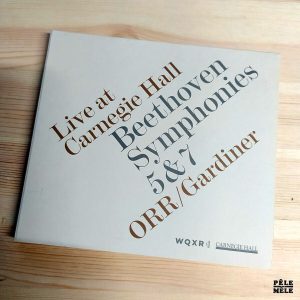 Live at
Carnegie Hall
Beethoven
Symphonies
5 & 7
ORR/Gardiner
WQXR
CARNEGIE HALL
PÊLE
MÊLE